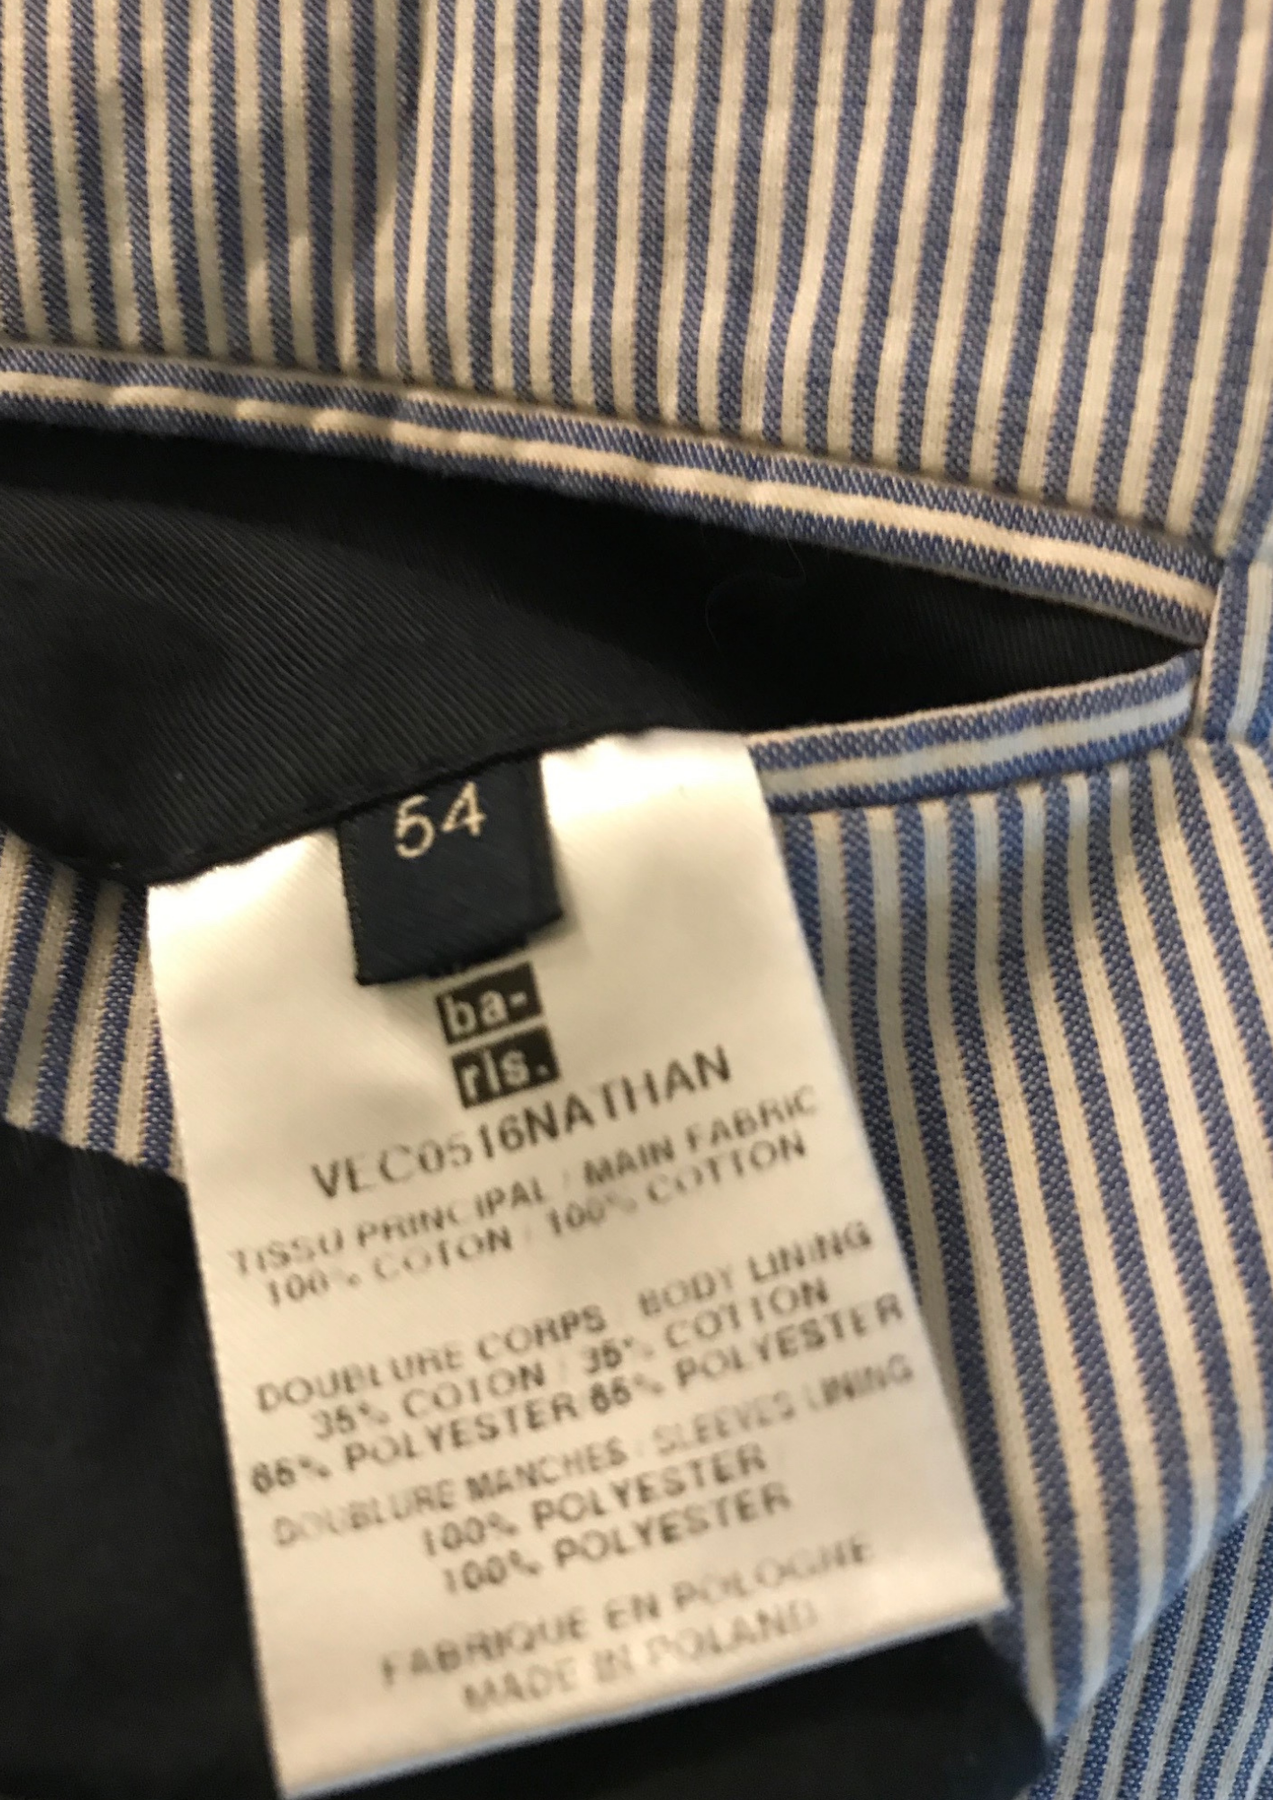 54
ba-
rls.
VEC0516NATHAN
TISSU PRINCIPAL / MAIN FABRIC
100% COTON / 100% COTTON
DOUBLURE CORPS / BODY LINING
35% COTON / 35% COTTON
65% POLYESTER 65% POLYESTER
DOUBLURE MANCHES / SLEEVES LINING
100% POLYESTER
100% POLYESTER
FABRIQUE EN POLOGNE
MADE IN POLAND